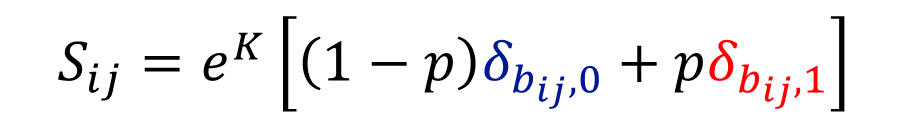 S_{ij} = e^K [(1 − p)δ_{b_{ij},0} + pδ_{b_{ij},1}]